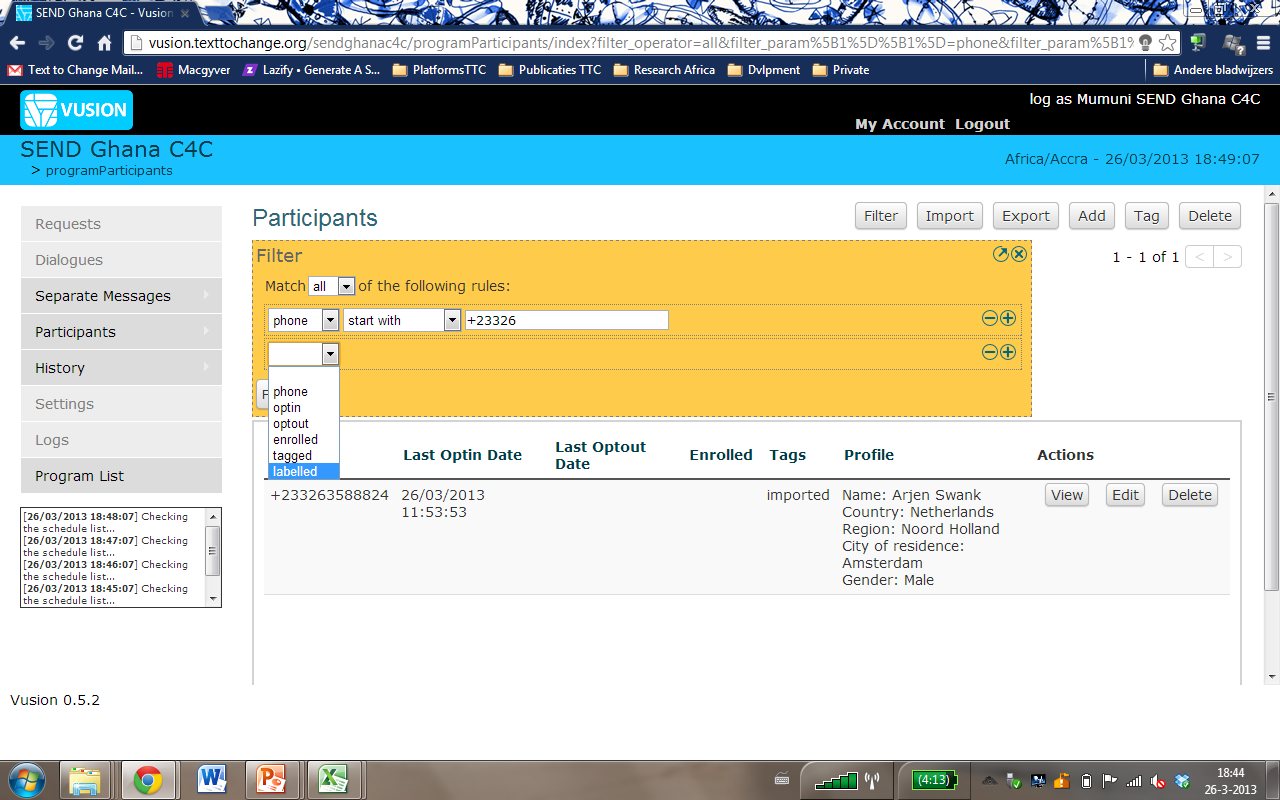 SEND Ghana C4C - Vusion
vusion.texttochange.org/sendghanac4c/programParticipants/index?filter_operator=all&filter_param%5B1%5D%5B1%5D=phone&filter_param%5B1%
Text to Change Mail...
Macgyver
Lazify • Generate A S...
PlatformsTTC
Publicaties TTC
Research Africa
Dvlpment
Private
Andere bladwijzers
VUSION
log as Mumuni SEND Ghana C4C
My Account Logout
SEND Ghana C4C
> programParticipants
Africa/Accra - 26/03/2013 18:49:07
Requests
Dialogues
Separate Messages
Participants
History
Settings
Logs
Program List
[26/03/2013 18:48:07] Checking
the schedule list...
[26/03/2013 18:47:07] Checking
the schedule list...
[26/03/2013 18:46:07] Checking
the schedule list...
[26/03/2013 18:45:07] Checking
the schedule list...
Participants
Filter Import Export Add Tag Delete
Filter
1 - 1 of 1 < >
Match all of the following rules:
phone start with +23326
phone
optin
optout
enrolled
tagged
labelled
Last Optin Date
Last Optout
Date
Enrolled
Tags
Profile
Actions
+233263588824
26/03/2013
11:53:53
imported
Name: Arjen Swank
Country: Netherlands
Region: Noord Holland
City of residence:
Amsterdam
Gender: Male
View Edit Delete
Vusion 0.5.2
(4:13)
18:44
26-3-2013